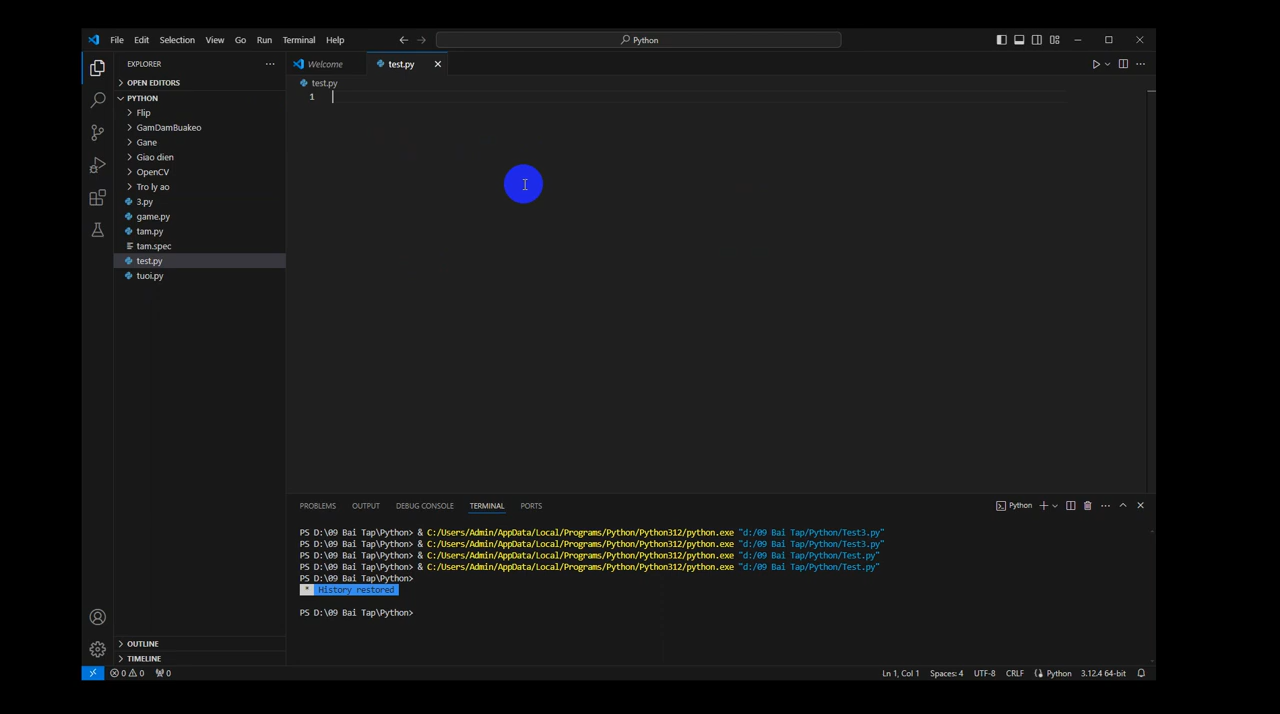 File Edit Selection View Go Run Terminal Help
Python
EXPLORER
OPEN EDITORS
PYTHON
Flip
GamDamBuakeo
Gane
Giao dien
OpenCV
Tro ly ao
3.py
game.py
tam.py
tam.spec
test.py
tuoi.py
OUTLINE
TIMELINE
Welcome
test.py
test.py
1
PROBLEMS OUTPUT DEBUG CONSOLE TERMINAL PORTS
Python
PS D:\09 Bai Tap\Python> & C:/Users/Admin/AppData/Local/Programs/Python/Python312/python.exe "d:/09 Bai Tap/Python/Test3.py"
PS D:\09 Bai Tap\Python> & C:/Users/Admin/AppData/Local/Programs/Python/Python312/python.exe "d:/09 Bai Tap/Python/Test3.py"
PS D:\09 Bai Tap\Python> & C:/Users/Admin/AppData/Local/Programs/Python/Python312/python.exe "d:/09 Bai Tap/Python/Test.py"
PS D:\09 Bai Tap\Python> & C:/Users/Admin/AppData/Local/Programs/Python/Python312/python.exe "d:/09 Bai Tap/Python/Test.py"
PS D:\09 Bai Tap\Python>
* History restored
PS D:\09 Bai Tap\Python>
0 0 0 Ln 1, Col 1 Spaces: 4 UTF-8 CRLF Python 3.12.4 64-bit